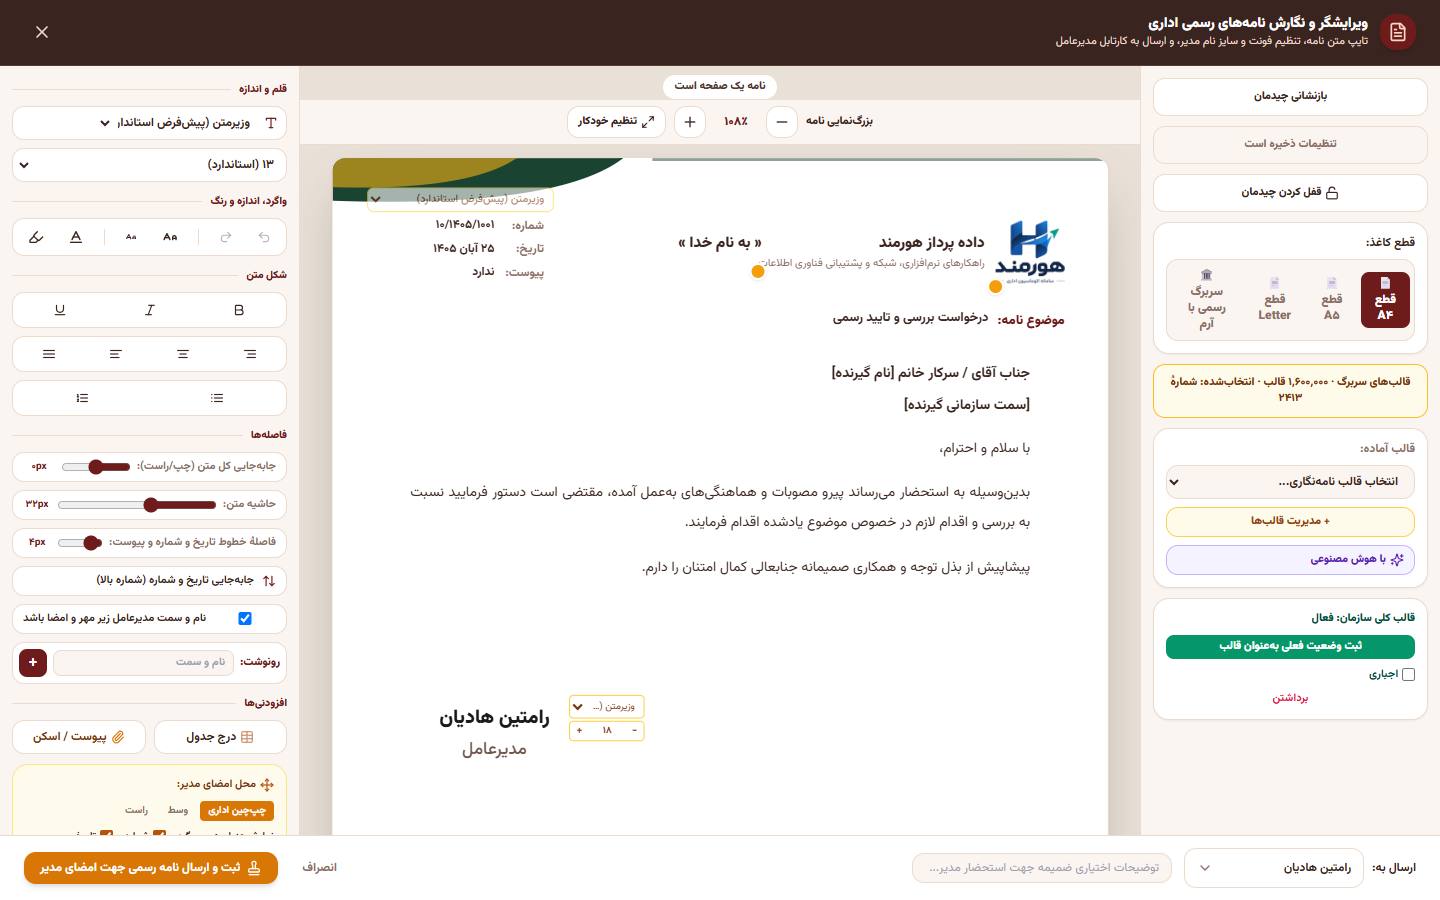 ویرایشگر و نگارش نامه‌های رسمی اداری
تایپ متن نامه، تنظیم فونت و سایز نام مدیر، و ارسال به کارتابل مدیرعامل
بازنشانی چیدمان
تنظیمات ذخیره است
قفل کردن چیدمان
قطع کاغذ:
قطع A۴
قطع A۵
قطع Letter
سربرگ رسمی با آرم
قالب‌های سربرگ · ۱,۶۰۰,۰۰۰ قالب · انتخاب‌شده: شمارهٔ
۲۴۱۳
قالب آماده:
انتخاب قالب نامه‌نگاری...
+ مدیریت قالب‌ها
با هوش مصنوعی
قالب کلی سازمان: فعال
ثبت وضعیت فعلی به‌عنوان قالب
اجباری
برداشتن
نامه یک صفحه است
بزرگ‌نمایی نامه
−
۱۰۸٪
+
تنظیم خودکار
وزیرمتن (پیش‌فرض استاندارد)
هورمند
سامانه اتوماسیون اداری
داده پرداز هورمند
راهکارهای نرم‌افزاری، شبکه و پشتیبانی فناوری اطلاعات
« به نام خدا »
شماره: ۱۰/۱۴۰۵/۱۰۰۱
تاریخ: ۲۵ آبان ۱۴۰۵
پیوست: ندارد
موضوع نامه: درخواست بررسی و تایید رسمی
جناب آقای / سرکار خانم [نام گیرنده]
[سمت سازمانی گیرنده]
با سلام و احترام،
بدین‌وسیله به استحضار می‌رساند پیرو مصوبات و هماهنگی‌های به‌عمل آمده، مقتضی است دستور فرمایید نسبت
به بررسی و اقدام لازم در خصوص موضوع یادشده اقدام فرمایند.
پیشاپیش از بذل توجه و همکاری صمیمانه جنابعالی کمال امتنان را دارم.
وزیرمتن (...
− ۱۸ +
رامتین هادیان
مدیرعامل
قلم و اندازه
وزیرمتن (پیش‌فرض استاندار
۱۳ (استاندارد)
واگرد، اندازه و رنگ
A
Aa
Aa
شکل متن
B
I
U
فاصله‌ها
جابه‌جایی کل متن (چپ/راست): ۰px
حاشیه متن: ۳۲px
فاصلهٔ خطوط تاریخ و شماره و پیوست: ۴px
جابه‌جایی تاریخ و شماره (شماره بالا)
نام و سمت مدیرعامل زیر مهر و امضا باشد
رونوشت: نام و سمت +
افزودنی‌ها
درج جدول
پیوست / اسکن
محل امضای مدیر:
چپ‌چین اداری
وسط
راست
ارسال به: رامتین هادیان
توضیحات اختیاری ضمیمه جهت استحضار مدیر...
انصراف
ثبت و ارسال نامه رسمی جهت امضای مدیر